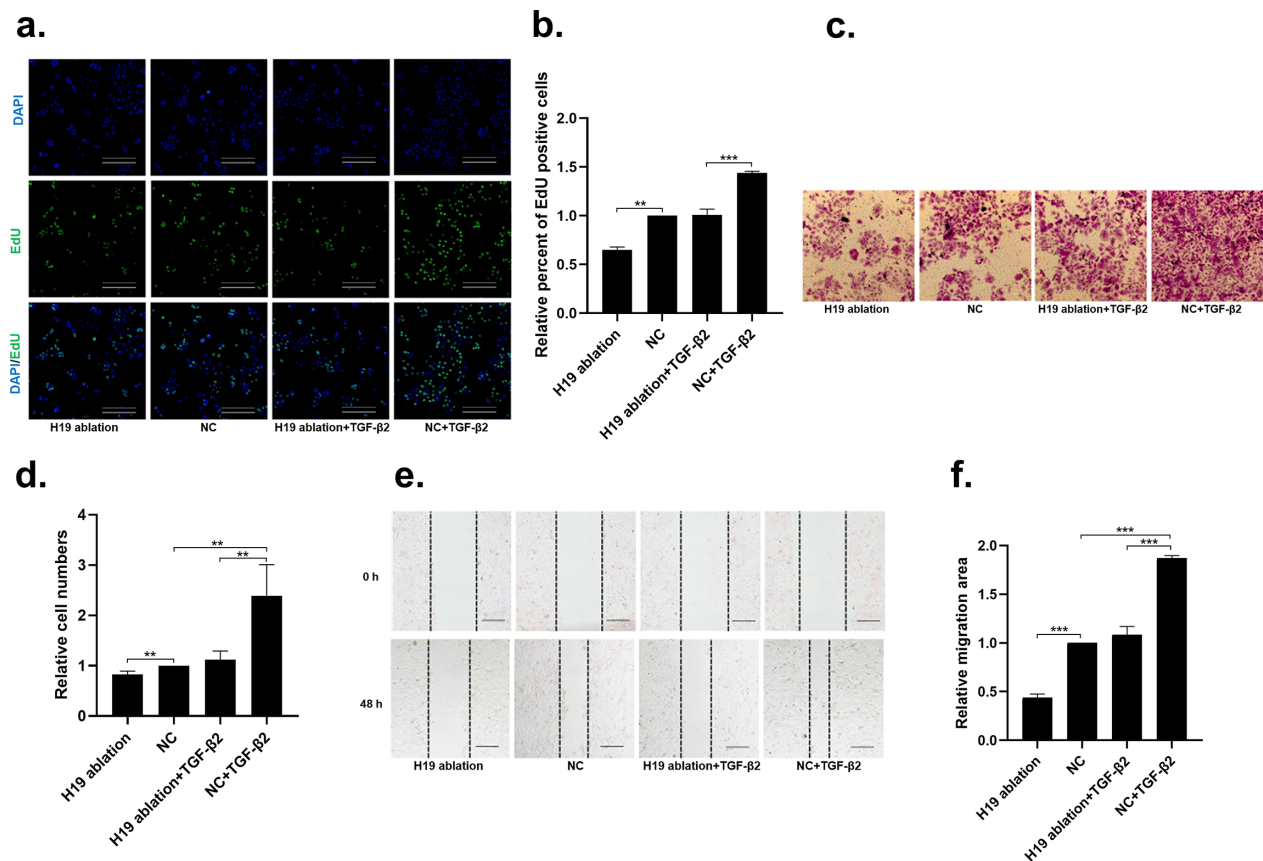 a.
DAPI
EdU
DAPI/EdU
H19 ablation
NC
H19 ablation+TGF-β2
NC+TGF-β2
b.
Relative percent of EdU positive cells
2.0
1.5
1.0
0.5
0.0
**
***
H19 ablation
NC
H19 ablation+TGF-β2
NC+TGF-β2
c.
H19 ablation
NC
H19 ablation+TGF-β2
NC+TGF-β2
d.
Relative cell numbers
4
3
2
1
0
**
**
**
H19 ablation
NC
H19 ablation+TGF-β2
NC+TGF-β2
e.
0 h
48 h
H19 ablation
NC
H19 ablation+TGF-β2
NC+TGF-β2
f.
Relative migration area
2.0
1.5
1.0
0.5
0.0
***
***
***
H19 ablation
NC
H19 ablation+TGF-β2
NC+TGF-β2